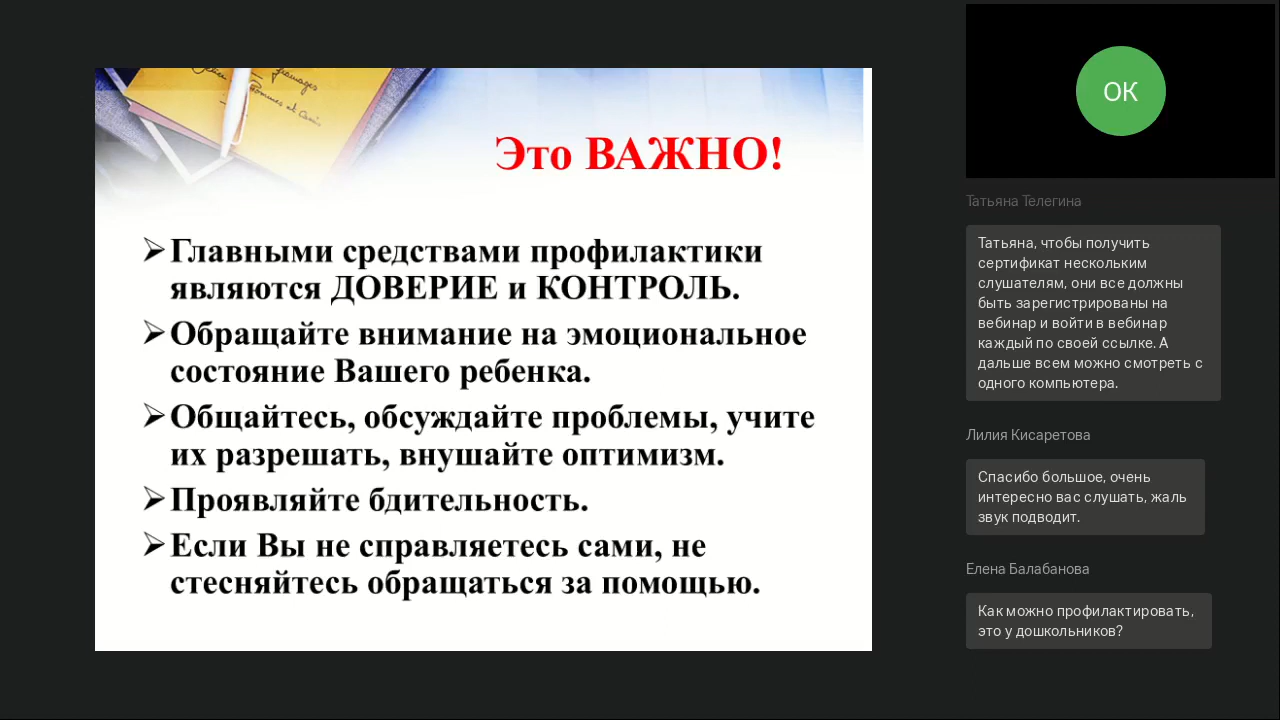 Это ВАЖНО!
Главными средствами профилактики
являются ДОВЕРИЕ и КОНТРОЛЬ.
Обращайте внимание на эмоциональное
состояние Вашего ребенка.
Общайтесь, обсуждайте проблемы, учите
их разрешать, внушайте оптимизм.
Проявляйте бдительность.
Если Вы не справляетесь сами, не
стесняйтесь обращаться за помощью.
ОК
Татьяна Телегина
Татьяна, чтобы получить
сертификат нескольким
слушателям, они все должны
быть зарегистрированы на
вебинар и войти в вебинар
каждый по своей ссылке. А
дальше всем можно смотреть с
одного компьютера.
Лилия Кисаретова
Спасибо большое, очень
интересно вас слушать, жаль
звук подводит.
Елена Балабанова
Как можно профилактировать,
это у дошкольников?